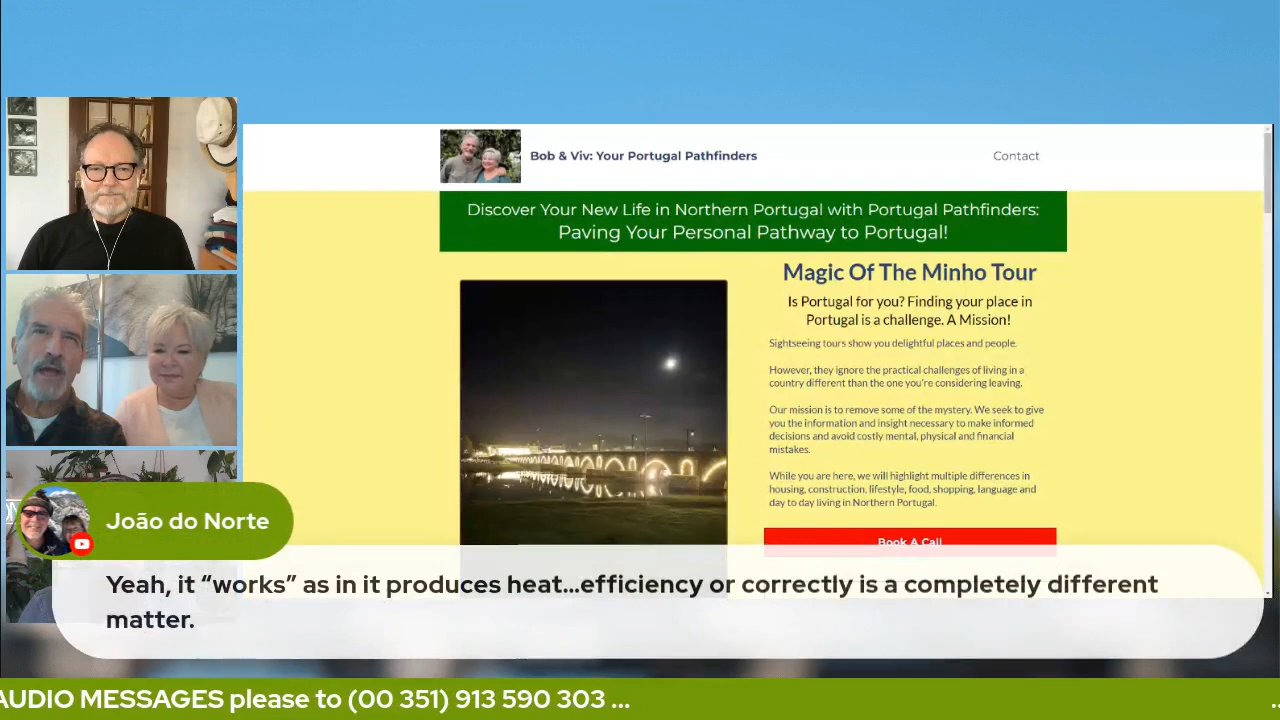 Bob & Viv: Your Portugal Pathfinders
Contact
Discover Your New Life in Northern Portugal with Portugal Pathfinders:
Paving Your Personal Pathway to Portugal!
Magic Of The Minho Tour
Is Portugal for you? Finding your place in
Portugal is a challenge. A Mission!
Sightseeing tours show you delightful places and people.
However, they ignore the practical challenges of living in a
country different than the one you're considering leaving.
Our mission is to remove some of the mystery. We seek to give
you the information and insight necessary to make informed
decisions and avoid costly mental, physical and financial
mistakes.
While you are here, we will highlight multiple differences in
housing, construction, lifestyle, food, shopping, language and
day to day living in Northern Portugal.
Book A Call
João do Norte
Yeah, it “works” as in it produces heat...efficiency or correctly is a completely different
matter.
AUDIO MESSAGES please to (00 351) 913 590 303 ...